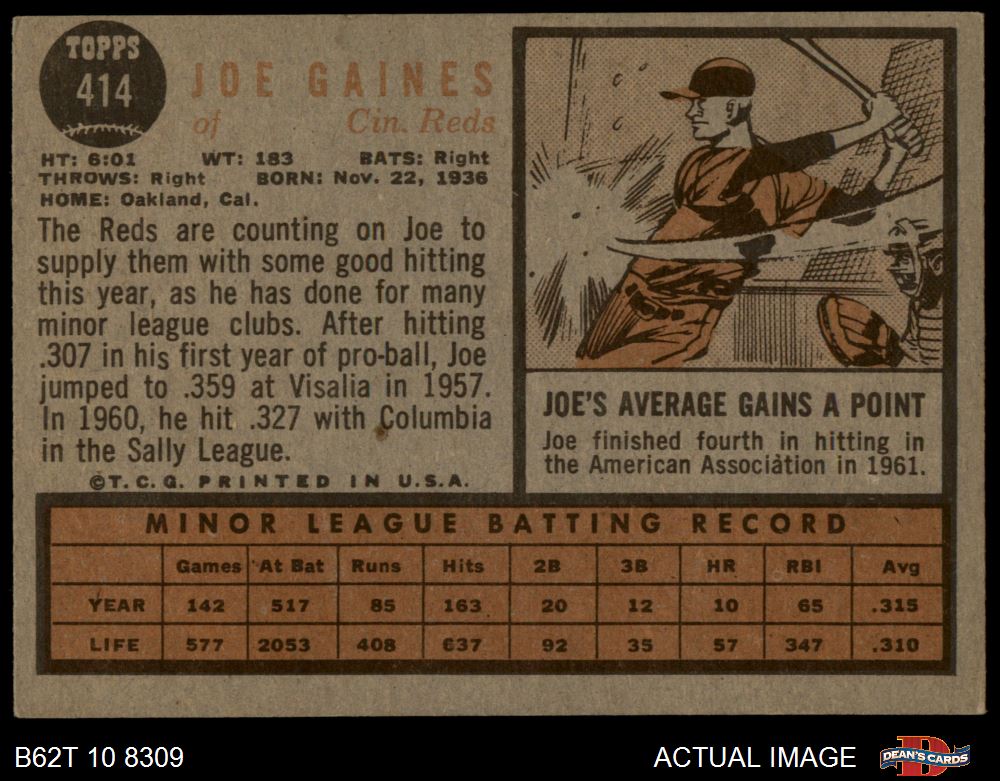 TOPPS
414
JOE GAINES
of Cin. Reds
HT: 6:01 WT: 183 BATS: Right
THROWS: Right BORN: Nov. 22, 1936
HOME: Oakland, Cal.
The Reds are counting on Joe to
supply them with some good hitting
this year, as he has done for many
minor league clubs. After hitting
.307 in his first year of pro-ball, Joe
jumped to .359 at Visalia in 1957.
In 1960, he hit .327 with Columbia
in the Sally League.
©T.C.G. PRINTED IN U.S.A.
JOE'S AVERAGE GAINS A POINT
Joe finished fourth in hitting in
the American Association in 1961.
MINOR LEAGUE BATTING RECORD
Games At Bat Runs Hits 2B 3B HR RBI Avg
YEAR 142 517 85 163 20 12 10 65 .315
LIFE 577 2053 408 637 92 35 57 347 .310
B62T 10 8309
ACTUAL IMAGE
DEAN'S CARDS